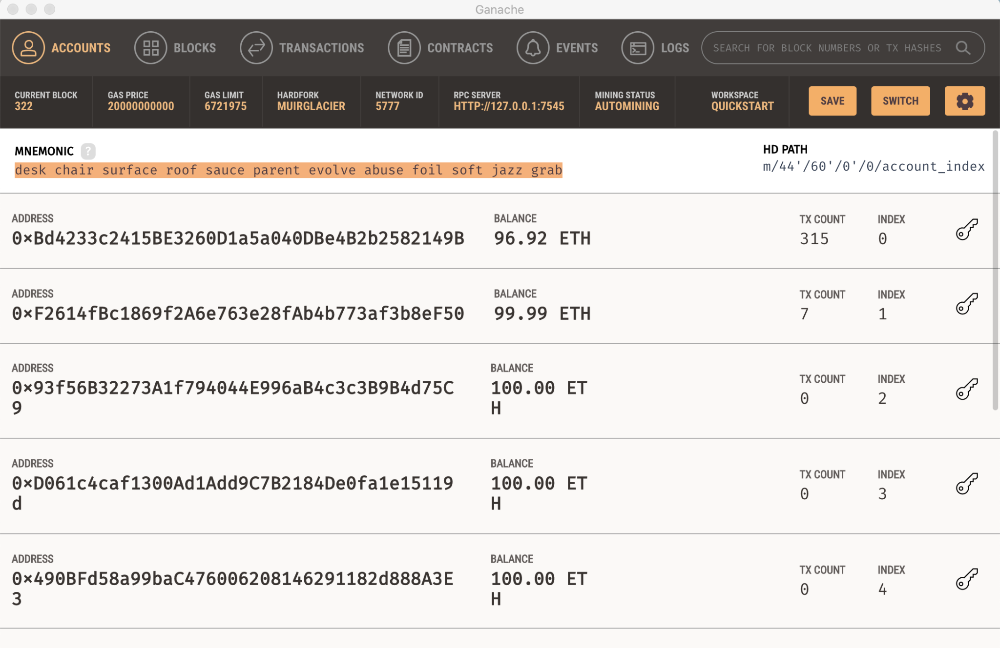 Ganache
ACCOUNTS BLOCKS TRANSACTIONS CONTRACTS EVENTS LOGS SEARCH FOR BLOCK NUMBERS OR TX HASHES
CURRENT BLOCK GAS PRICE GAS LIMIT HARDFORK NETWORK ID RPC SERVER MINING STATUS WORKSPACE
322 20000000000 6721975 MUIRGLACIER 5777 HTTP://127.0.0.1:7545 AUTOMINING QUICKSTART SAVE SWITCH
MNEMONIC ? HD PATH
desk chair surface roof sauce parent evolve abuse foil soft jazz grab m/44'/60'/0'/0/account_index
ADDRESS BALANCE TX COUNT INDEX
0×Bd4233c2415BE3260D1a5a040DBe4B2b2582149B 96.92 ETH 315 0
ADDRESS BALANCE TX COUNT INDEX
0×F2614fBc1869f2A6e763e28fAb4b773af3b8eF50 99.99 ETH 7 1
ADDRESS BALANCE TX COUNT INDEX
0×93f56B32273A1f794044E996aB4c3c3B9B4d75C 100.00 ET 0 2
9 H
ADDRESS BALANCE TX COUNT INDEX
0×D061c4caf1300Ad1Add9C7B2184De0fa1e15119 100.00 ET 0 3
d H
ADDRESS BALANCE TX COUNT INDEX
0×490BFd58a99baC476006208146291182d888A3E 100.00 ET 0 4
3 H